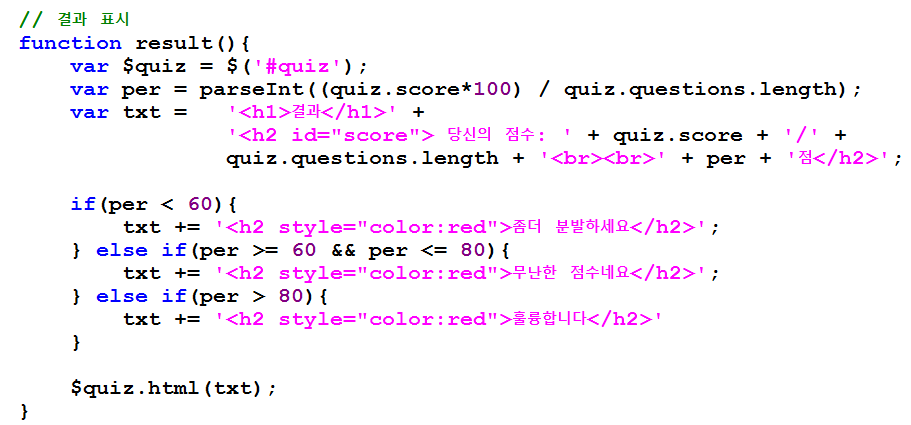 // 결과 표시
function result(){
    var $quiz = $('#quiz');
    var per = parseInt((quiz.score*100) / quiz.questions.length);
    var txt =   '<h1>결과</h1>' +
                '<h2 id="score"> 당신의 점수: ' + quiz.score + '/' +
                quiz.questions.length + '<br><br>' + per + '점</h2>';

    if(per < 60){
        txt += '<h2 style="color:red">좀더 분발하세요</h2>';
    } else if(per >= 60 && per <= 80){
        txt += '<h2 style="color:red">무난한 점수네요</h2>';
    } else if(per > 80){
        txt += '<h2 style="color:red">훌륭합니다</h2>'
    }

    $quiz.html(txt);
}